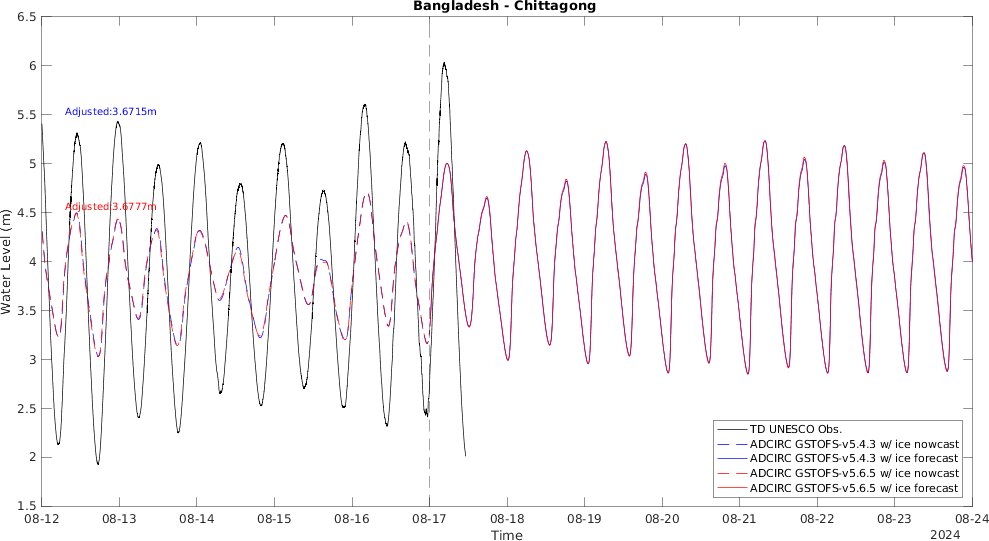 Bangladesh - Chittagong
6.5
6
5.5
5
4.5
4
3.5
3
2.5
2
1.5
Water Level (m)
Adjusted:3.6715m
Adjusted:3.6777m
TD UNESCO Obs.
ADCIRC GSTOFS-v5.4.3 w/ ice nowcast
ADCIRC GSTOFS-v5.4.3 w/ ice forecast
ADCIRC GSTOFS-v5.6.5 w/ ice nowcast
ADCIRC GSTOFS-v5.6.5 w/ ice forecast
08-12 08-13 08-14 08-15 08-16 08-17 08-18 08-19 08-20 08-21 08-22 08-23 08-24
Time
2024